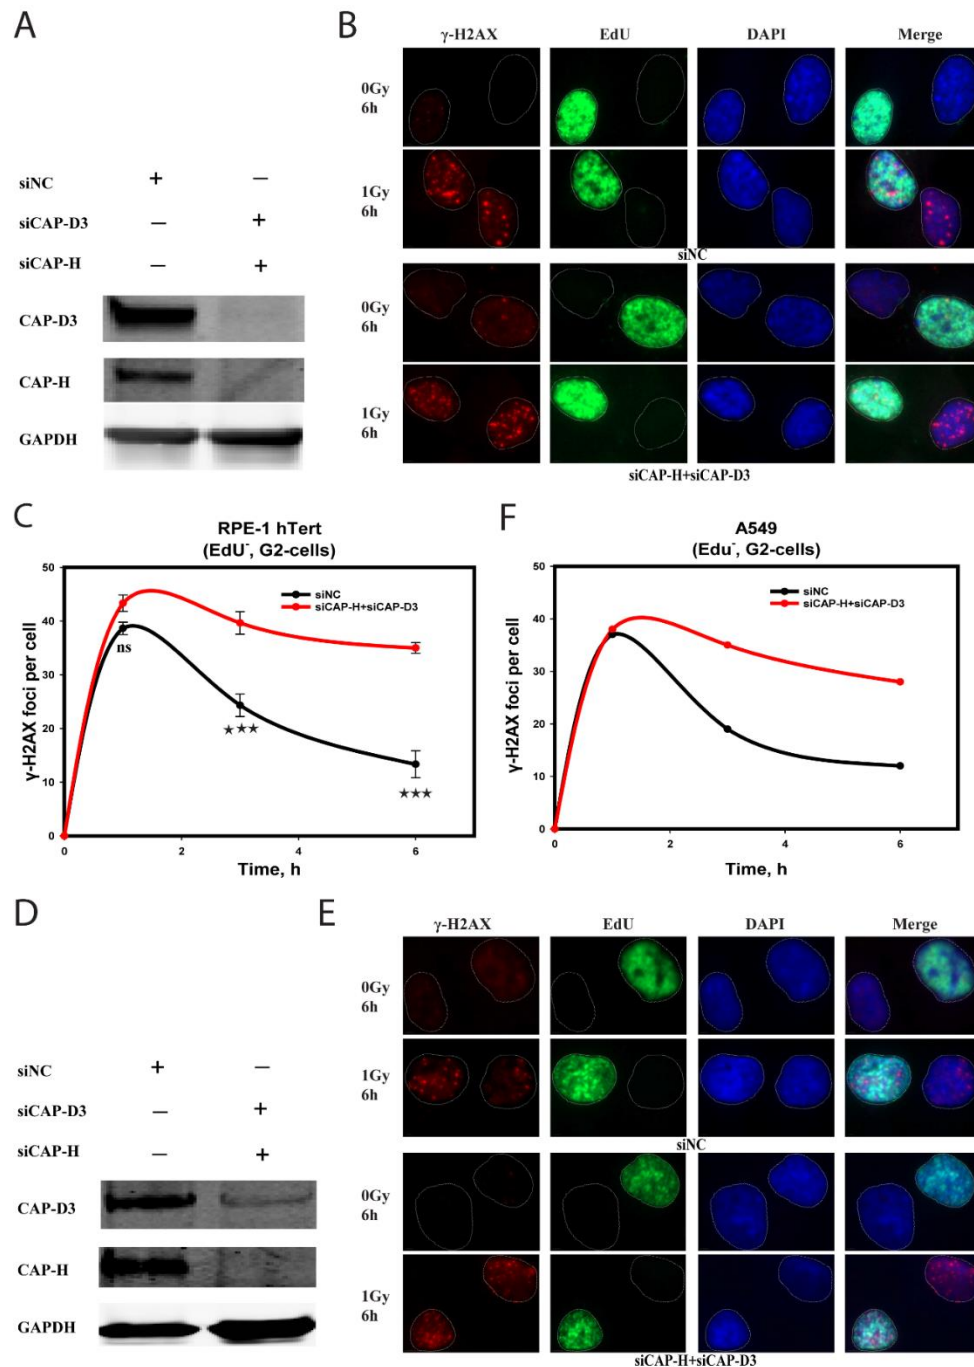 A
siNC + –
siCAP-D3 – +
siCAP-H – +
CAP-D3
CAP-H
GAPDH
B
γ-H2AX EdU DAPI Merge
0Gy
6h
1Gy
6h
siNC
0Gy
6h
1Gy
6h
siCAP-H+siCAP-D3
C
RPE-1 hTert
(EdU-, G2-cells)
γ-H2AX foci per cell
50
40
30
20
10
0
siNC
siCAP-H+siCAP-D3
ns
★★★
★★★
0 2 4 6
Time, h
F
A549
(Edu-, G2-cells)
γ-H2AX foci per cell
50
40
30
20
10
0
siNC
siCAP-H+siCAP-D3
0 2 4 6
Time, h
D
siNC + –
siCAP-D3 – +
siCAP-H – +
CAP-D3
CAP-H
GAPDH
E
γ-H2AX EdU DAPI Merge
0Gy
6h
1Gy
6h
siNC
0Gy
6h
1Gy
6h
siCAP-H+siCAP-D3